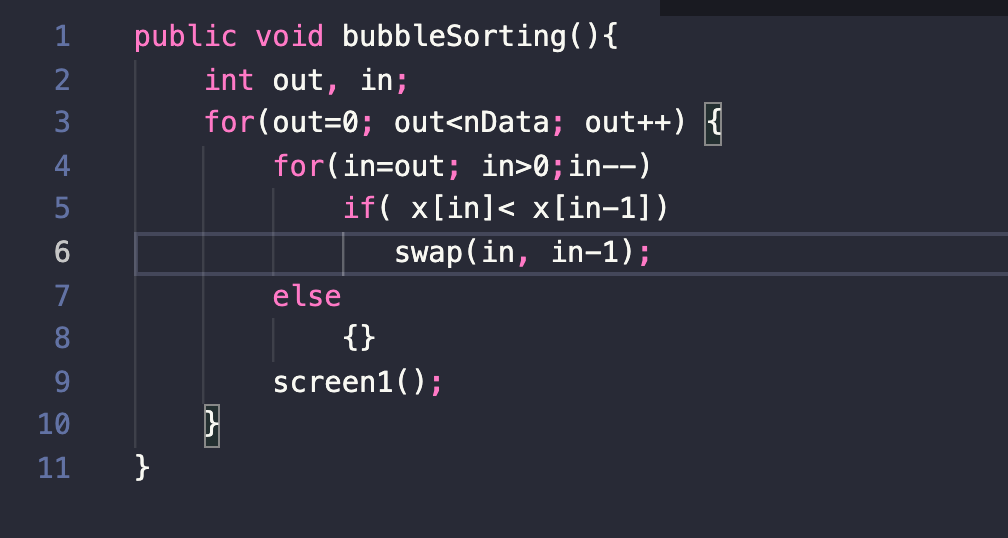 1 public void bubbleSorting(){
2 int out, in;
3 for(out=0; out<nData; out++) {
4 for(in=out; in>0;in--)
5 if( x[in]< x[in-1])
6 swap(in, in-1);
7 else
8 {}
9 screen1();
10 }
11 }